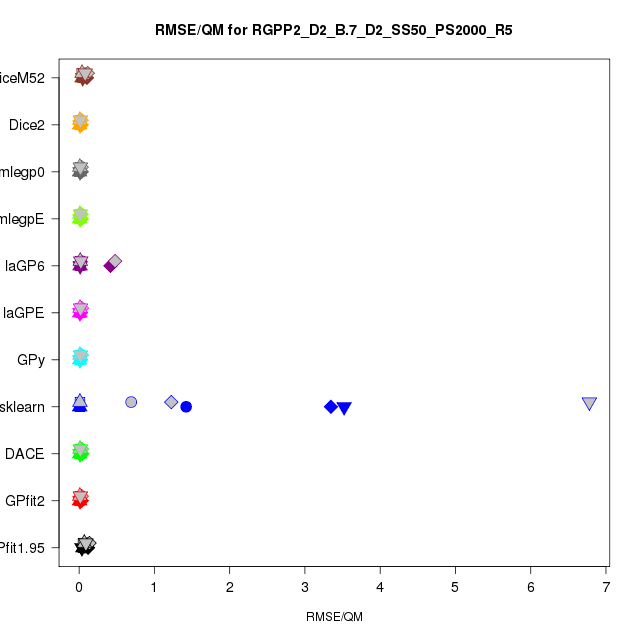 RMSE/QM for RGPP2_D2_B.7_D2_SS50_PS2000_R5
iceM52
Dice2
mlegp0
mlegpE
laGP6
laGPE
GPy
sklearn
DACE
GPfit2
Pfit1.95
0 1 2 3 4 5 6 7
RMSE/QM